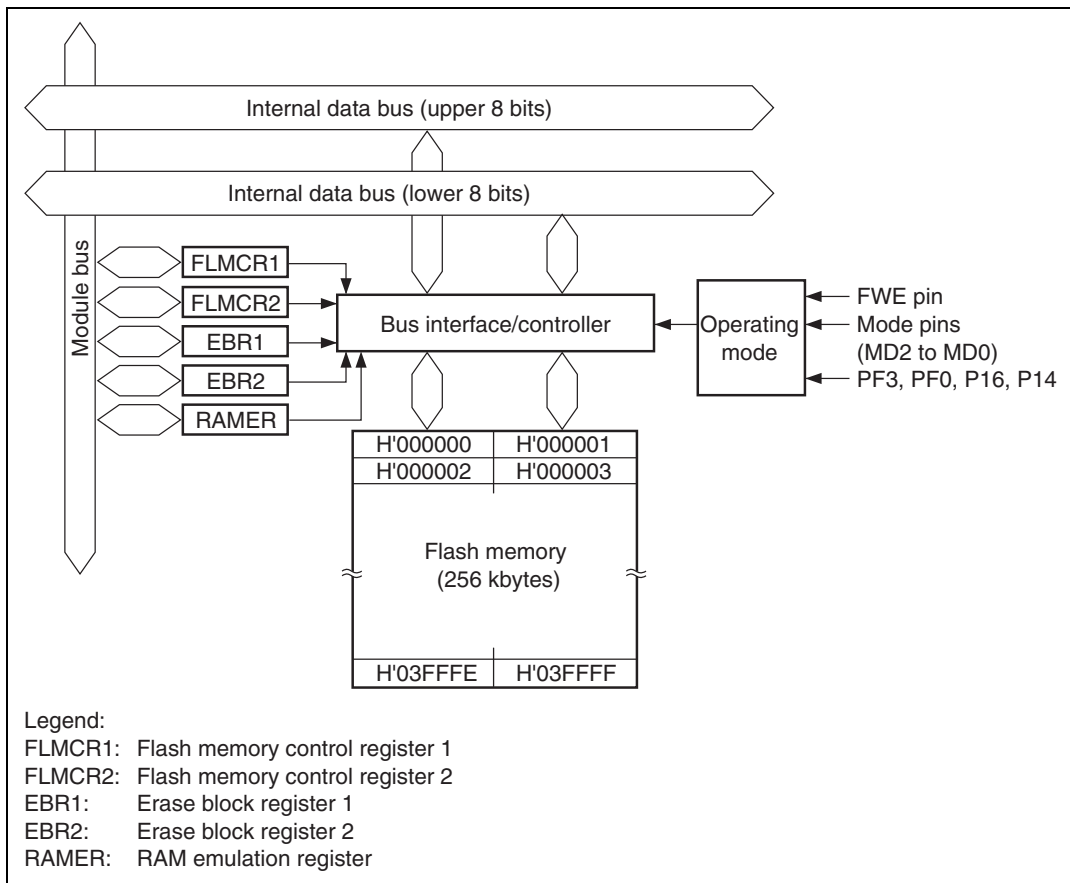 Internal data bus (upper 8 bits)
Internal data bus (lower 8 bits)
Module bus
FLMCR1
FLMCR2
EBR1
EBR2
RAMER
Bus interface/controller
Operating
mode
FWE pin
Mode pins
(MD2 to MD0)
PF3, PF0, P16, P14
H'000000 H'000001
H'000002 H'000003
Flash memory
(256 kbytes)
H'03FFFE H'03FFFF
Legend:
FLMCR1: Flash memory control register 1
FLMCR2: Flash memory control register 2
EBR1: Erase block register 1
EBR2: Erase block register 2
RAMER: RAM emulation register